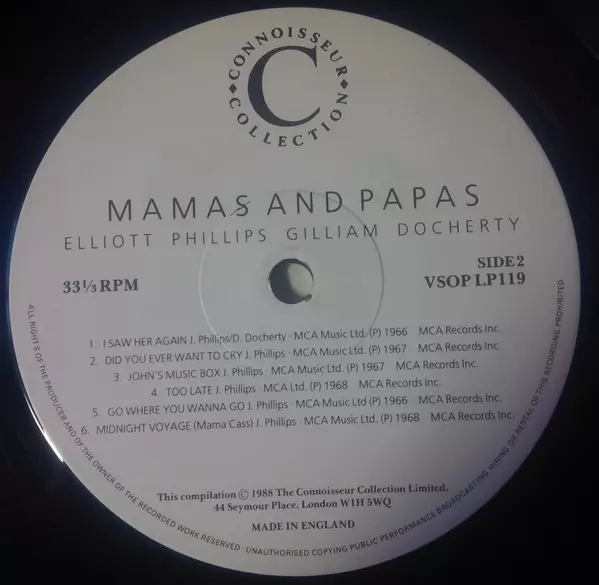 CONNOISSEUR
C
COLLECTION
MAMAS AND PAPAS
ELLIOTT PHILLIPS GILLIAM DOCHERTY
33⅓ RPM
SIDE 2
VSOP LP119
1. I SAW HER AGAIN J. Phillips/D. Docherty · MCA Music Ltd. (P) 1966 MCA Records Inc.
2. DID YOU EVER WANT TO CRY J. Phillips · MCA Music Ltd. (P) 1967 MCA Records Inc.
3. JOHN'S MUSIC BOX J. Phillips · MCA Music Ltd. (P) 1967 MCA Records Inc.
4. TOO LATE J. Phillips · MCA Ltd. (P) 1968 MCA Records Inc.
5. GO WHERE YOU WANNA GO J. Phillips · MCA Music Ltd. (P) 1966 MCA Records Inc.
6. MIDNIGHT VOYAGE (Mama Cass) J. Phillips · MCA Music Ltd. (P) 1968 MCA Records Inc.
This compilation © 1988 The Connoisseur Collection Limited,
44 Seymour Place, London W1H 5WQ
MADE IN ENGLAND
ALL RIGHTS OF THE PRODUCER AND OF THE OWNER OF THE RECORDED WORK RESERVED UNAUTHORISED COPYING PUBLIC PERFORMANCE BROADCASTING HIRING OR RENTAL OF THIS RECORDING PROHIBITED